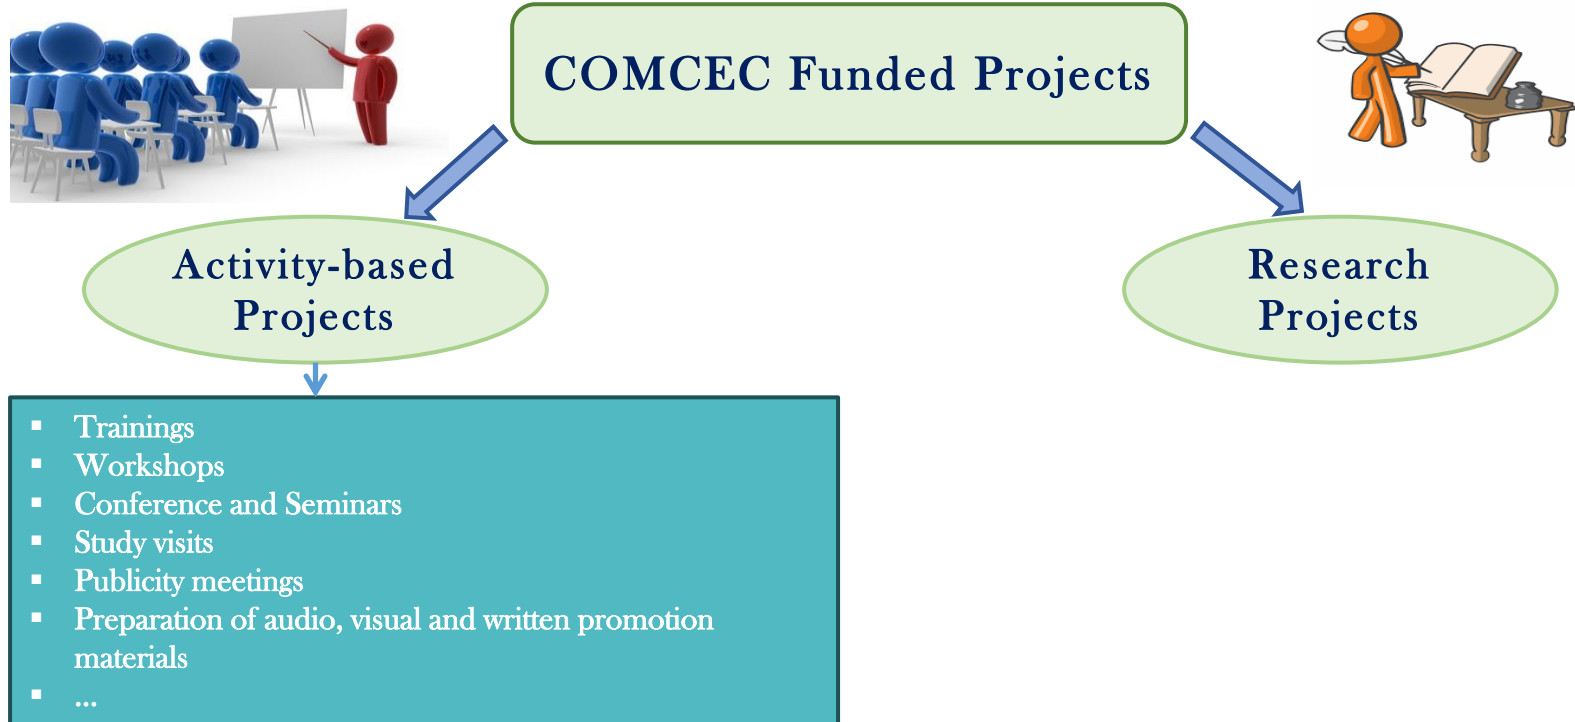 COMCEC Funded Projects
Activity-based
Projects
Research
Projects
▪ Trainings
▪ Workshops
▪ Conference and Seminars
▪ Study visits
▪ Publicity meetings
▪ Preparation of audio, visual and written promotion
materials
▪ ...